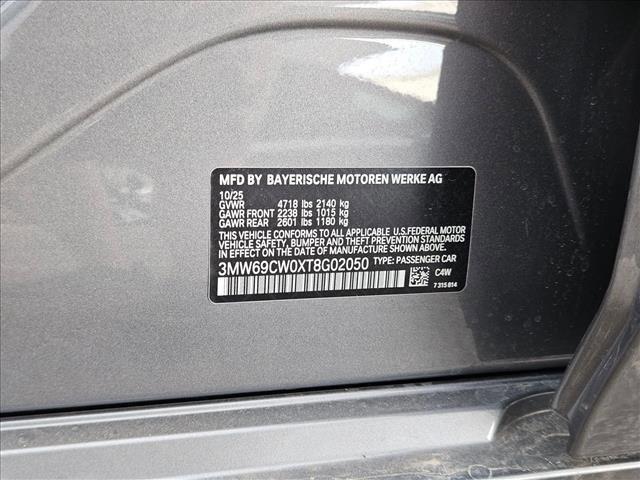 MFD BY BAYERISCHE MOTOREN WERKE AG
10/25
GVWR 4718 lbs 2140 kg
GAWR FRONT 2238 lbs 1015 kg
GAWR REAR 2601 lbs 1180 kg
THIS VEHICLE CONFORMS TO ALL APPLICABLE U.S.FEDERAL MOTOR
VEHICLE SAFETY, BUMPER AND THEFT PREVENTION STANDARDS
IN EFFECT ON THE DATE OF MANUFACTURE SHOWN ABOVE.
3MW69CW0XT8G02050 TYPE: PASSENGER CAR
C4W
7 315 814